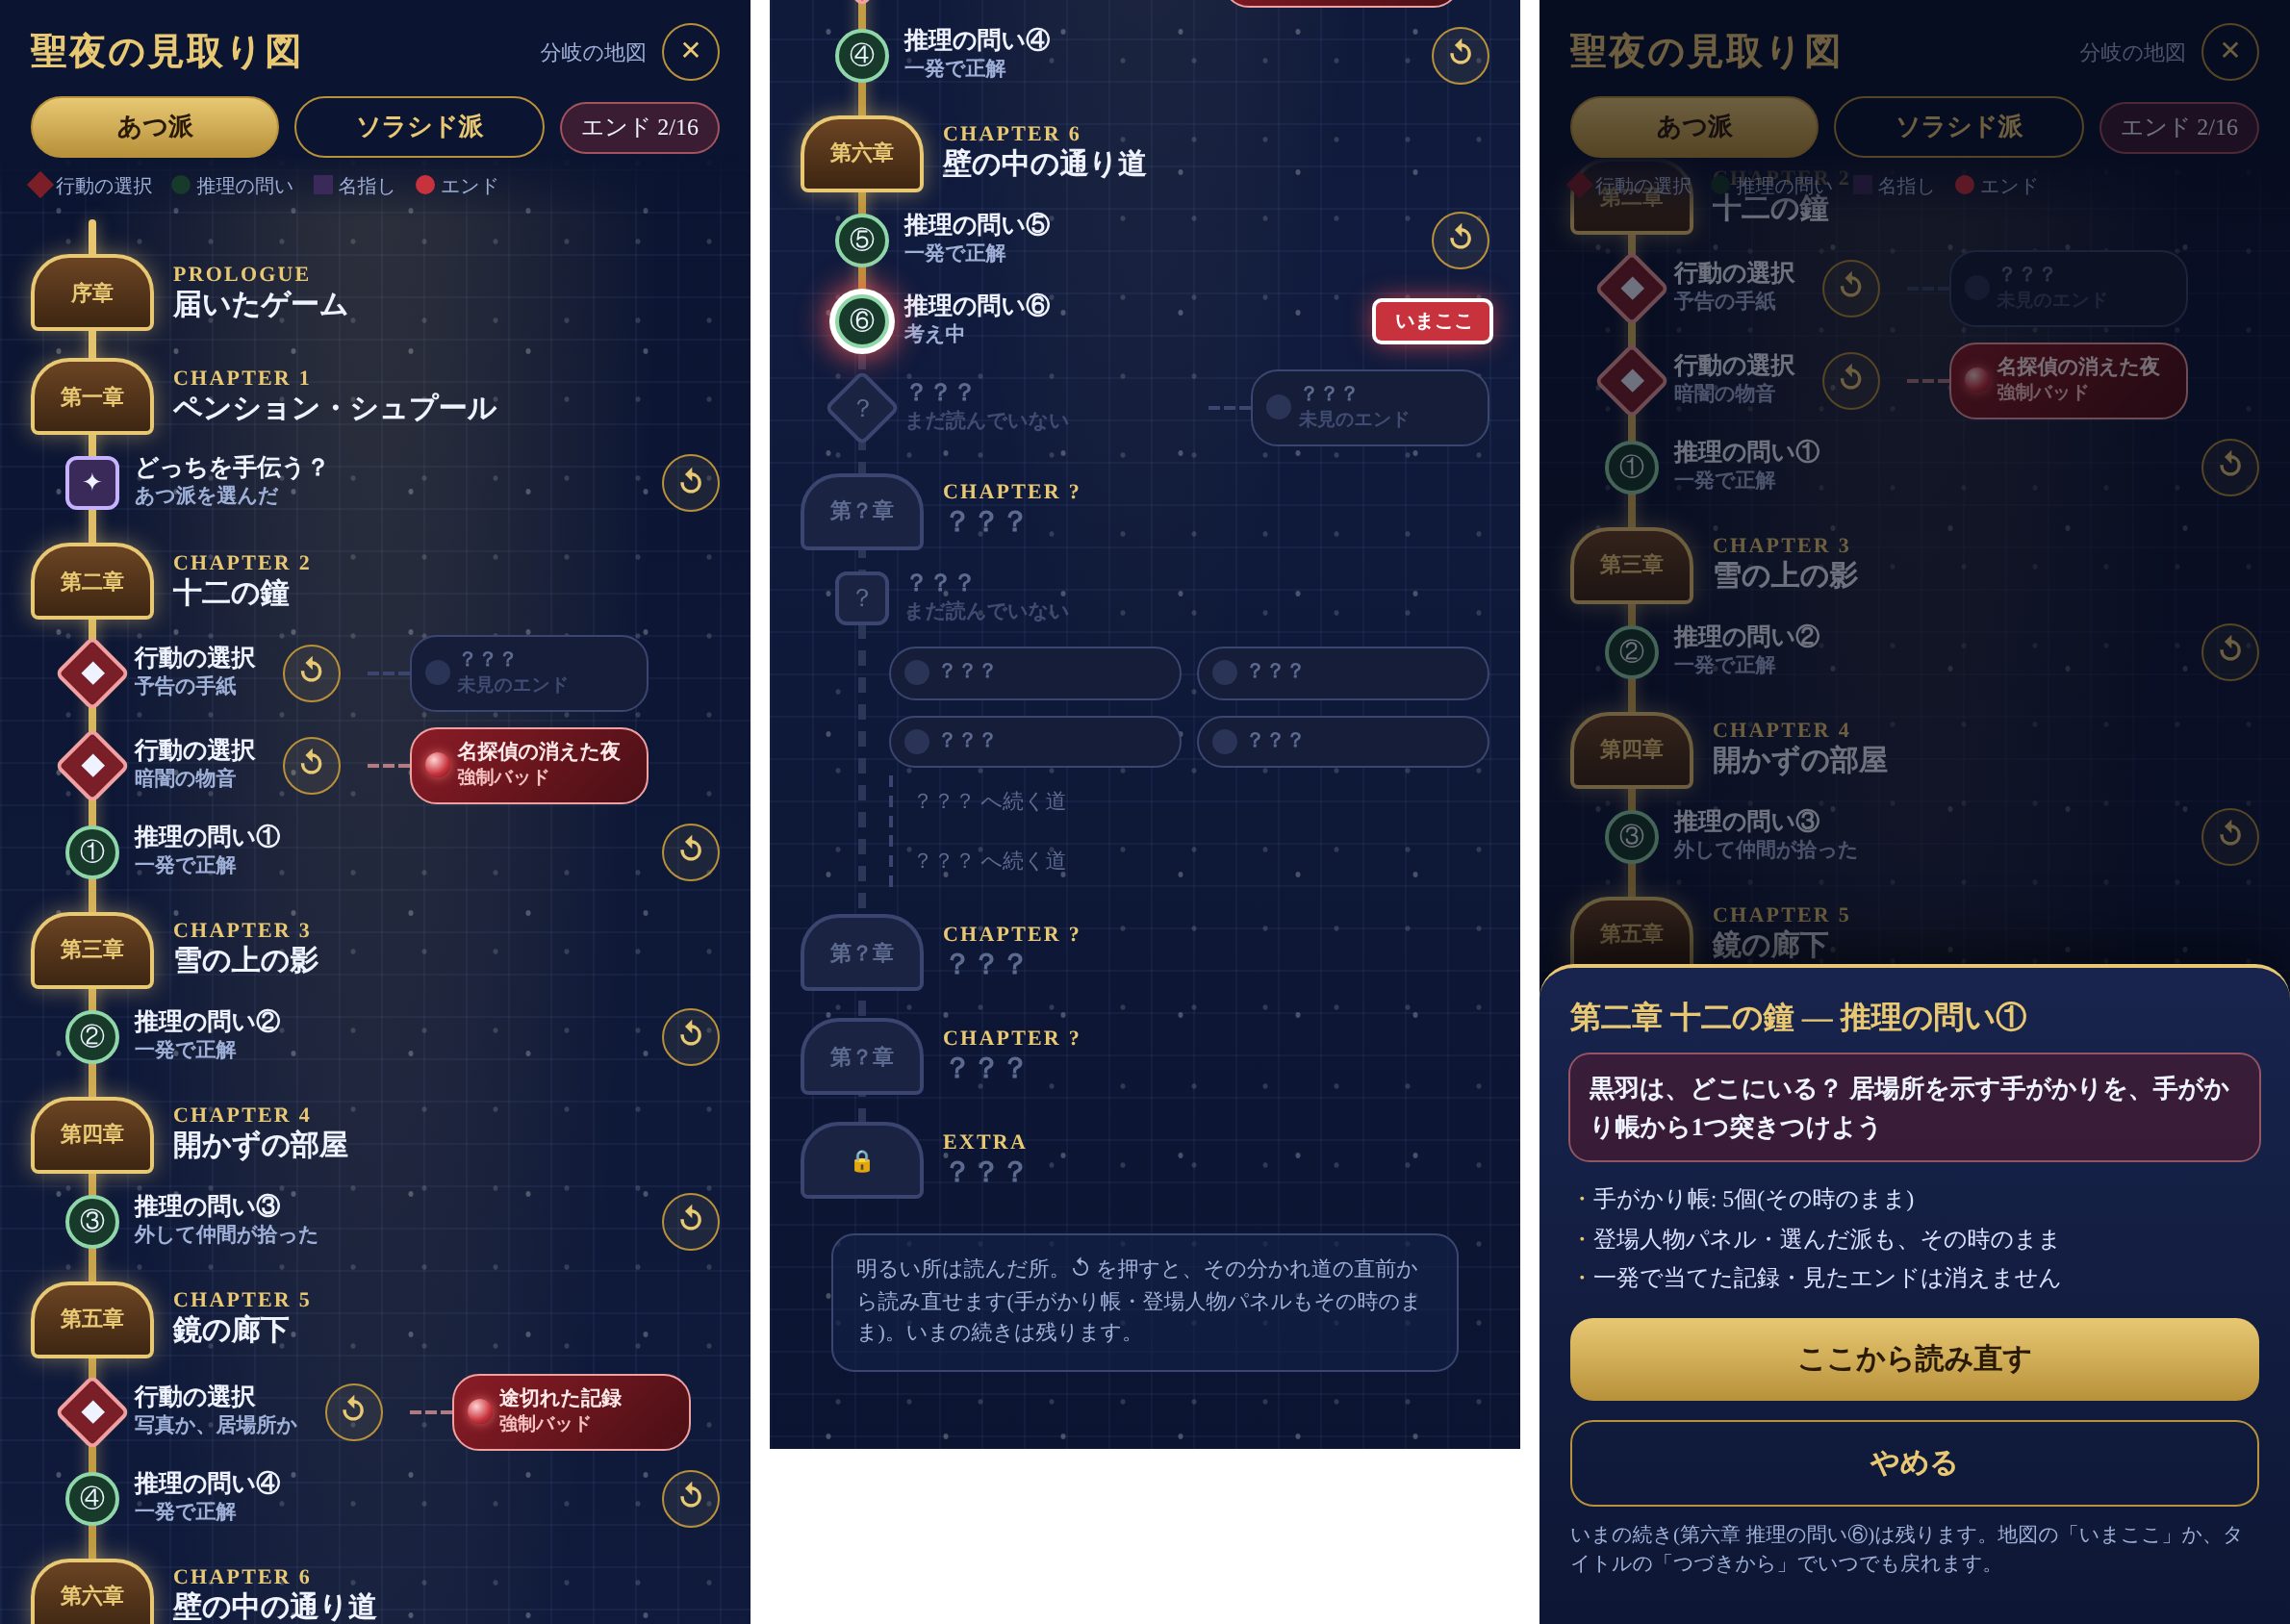 聖夜の見取り図
分岐の地図
✕
あつ派
ソラシド派
エンド 2/16
行動の選択
推理の問い
名指し
エンド
序章
PROLOGUE
届いたゲーム
第一章
CHAPTER 1
ペンション・シュプール
どっちを手伝う？
あつ派を選んだ
第二章
CHAPTER 2
十二の鐘
行動の選択
予告の手紙
？？？
未見のエンド
行動の選択
暗闇の物音
名探偵の消えた夜
強制バッド
①
推理の問い①
一発で正解
第三章
CHAPTER 3
雪の上の影
②
推理の問い②
一発で正解
第四章
CHAPTER 4
開かずの部屋
③
推理の問い③
外して仲間が拾った
第五章
CHAPTER 5
鏡の廊下
行動の選択
写真か、居場所か
途切れた記録
強制バッド
④
推理の問い④
一発で正解
第六章
CHAPTER 6
壁の中の通り道
④
推理の問い④
一発で正解
第六章
CHAPTER 6
壁の中の通り道
⑤
推理の問い⑤
一発で正解
⑥
推理の問い⑥
考え中
いまここ
?
？？？
まだ読んでいない
？？？
未見のエンド
第？章
CHAPTER ?
？？？
?
？？？
まだ読んでいない
？？？
？？？
？？？
？？？
？？？ へ続く道
？？？ へ続く道
第？章
CHAPTER ?
？？？
第？章
CHAPTER ?
？？？
EXTRA
？？？
明るい所は読んだ所。↺ を押すと、その分かれ道の直前か
ら読み直せます(手がかり帳・登場人物パネルもその時のま
ま)。いまの続きは残ります。
聖夜の見取り図
分岐の地図
✕
あつ派
ソラシド派
エンド 2/16
行動の選択
推理の問い
名指し
エンド
第二章
CHAPTER 2
十二の鐘
行動の選択
予告の手紙
？？？
未見のエンド
行動の選択
暗闇の物音
名探偵の消えた夜
強制バッド
①
推理の問い①
一発で正解
第三章
CHAPTER 3
雪の上の影
②
推理の問い②
一発で正解
第四章
CHAPTER 4
開かずの部屋
③
推理の問い③
外して仲間が拾った
第五章
CHAPTER 5
鏡の廊下
第二章 十二の鐘 — 推理の問い①
黒羽は、どこにいる？ 居場所を示す手がかりを、手がか
り帳から1つ突きつけよう
・手がかり帳: 5個(その時のまま)
・登場人物パネル・選んだ派も、その時のまま
・一発で当てた記録・見たエンドは消えません
ここから読み直す
やめる
いまの続き(第六章 推理の問い⑥)は残ります。地図の「いまここ」か、タ
イトルの「つづきから」でいつでも戻れます。